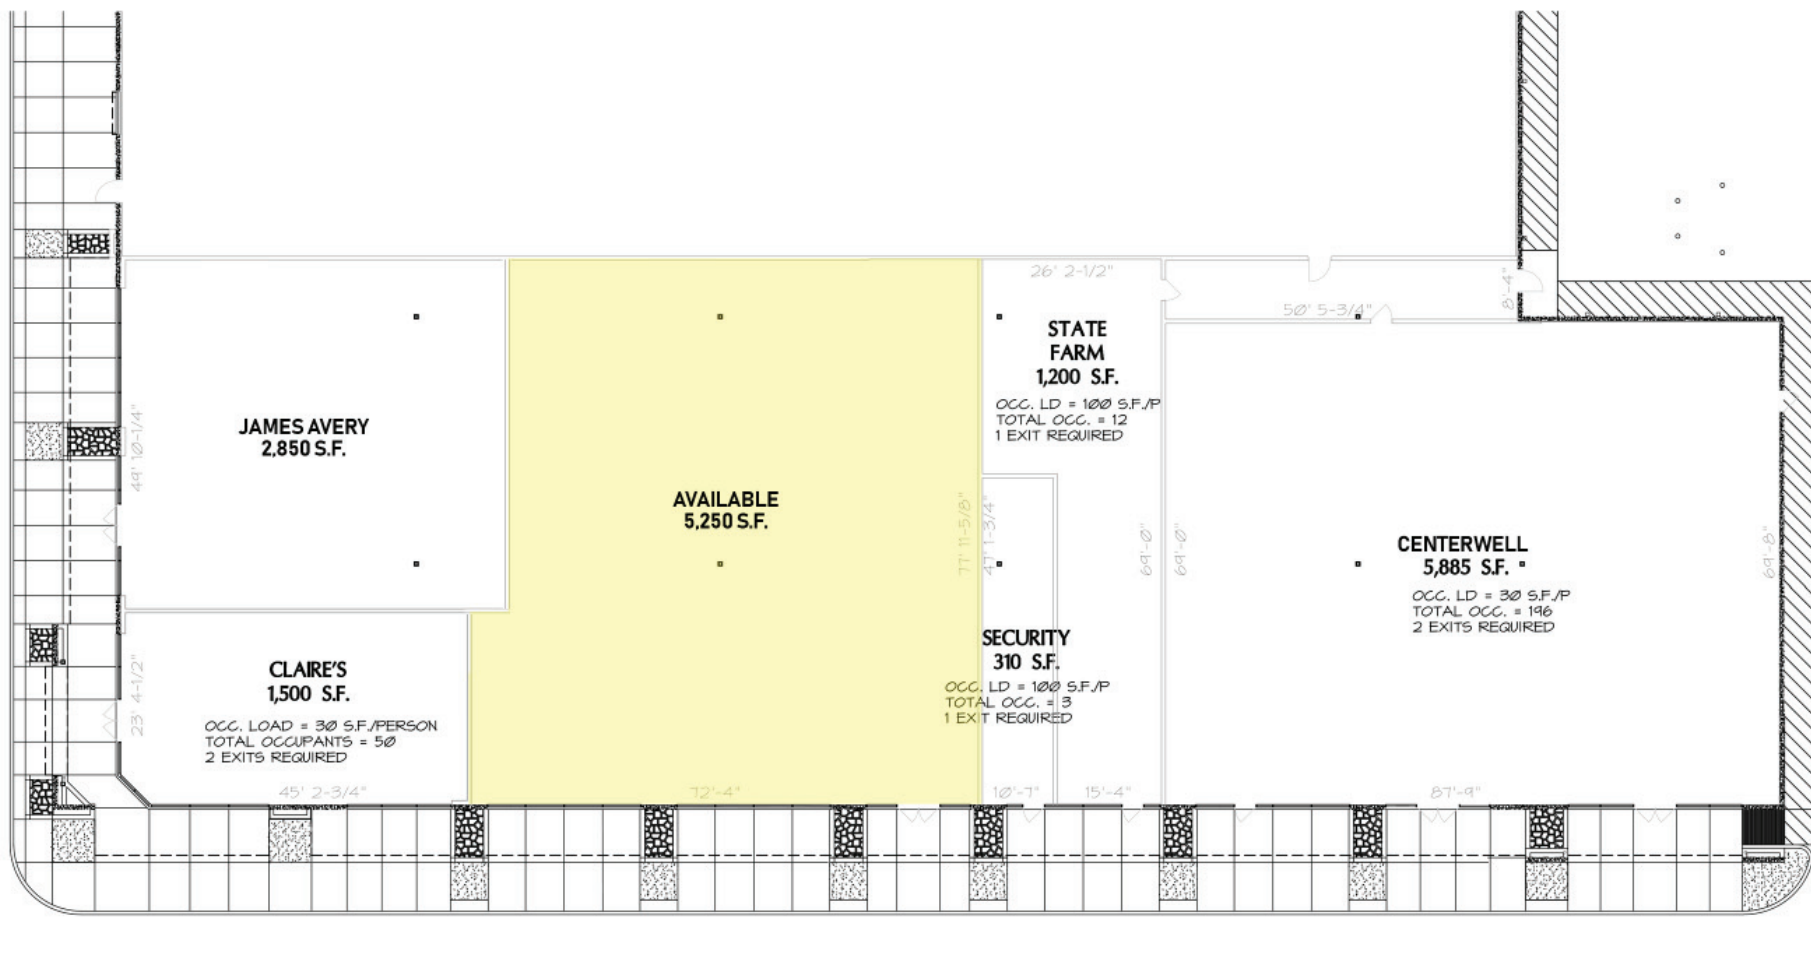 26' 2-1/2"
8'-4"
50' 5-3/4"
STATE
FARM
1,200 S.F.
OCC. LD = 100 S.F./P
TOTAL OCC. = 12
1 EXIT REQUIRED
JAMES AVERY
2,850 S.F.
49' 10-1/4"
AVAILABLE
5,250 S.F.
77' 11-5/8"
47' 1-3/4"
69'-0"
69'-0"
CENTERWELL
5,885 S.F.
OCC. LD = 30 S.F./P
TOTAL OCC. = 196
2 EXITS REQUIRED
69'-8"
SECURITY
310 S.F.
OCC. LD = 100 S.F./P
TOTAL OCC. = 3
1 EXIT REQUIRED
CLAIRE'S
1,500 S.F.
OCC. LOAD = 30 S.F./PERSON
TOTAL OCCUPANTS = 50
2 EXITS REQUIRED
23' 4-1/2"
45' 2-3/4"
72'-4"
10'-7"
15'-4"
87'-9"